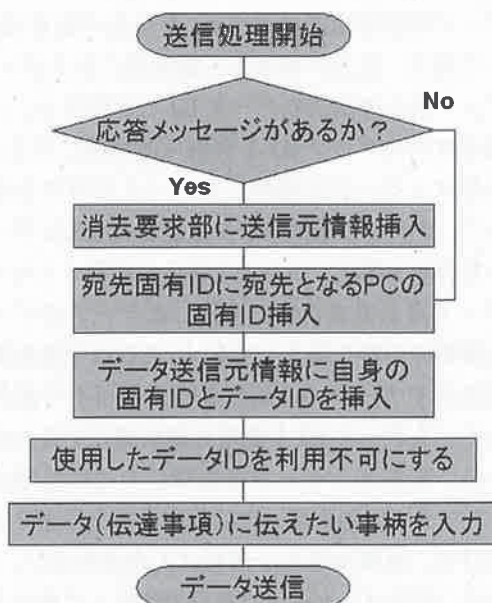 送信処理開始
応答メッセージがあるか？
No
Yes
消去要求部に送信元情報挿入
宛先固有IDに宛先となるPCの
固有ID挿入
データ送信元情報に自身の
固有IDとデータIDを挿入
使用したデータIDを利用不可にする
データ(伝達事項)に伝えたい事柄を入力
データ送信